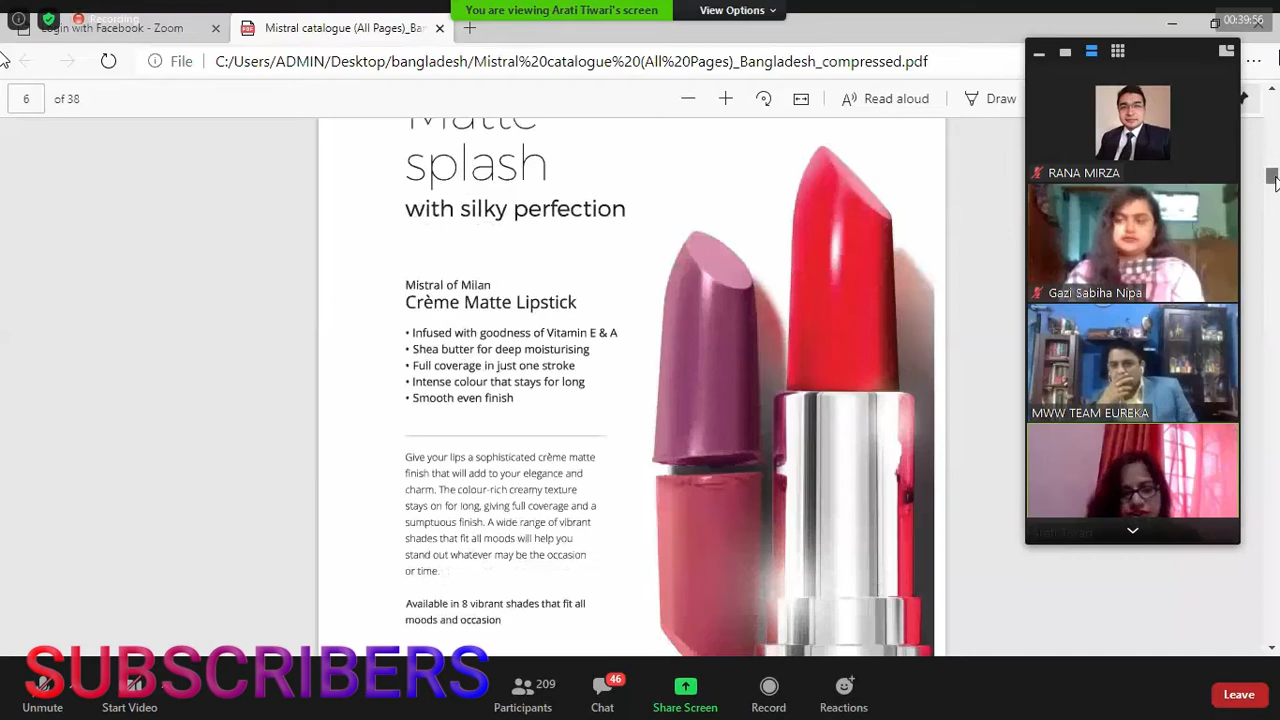 Recording
You are viewing Arati Tiwari's screen
View Options
00:39:56
Login with Facebook - Zoom
Mistral catalogue (All Pages)_Ba
File
C:/Users/ADMIN/Desktop/bangladesh/Mistral%20catalogue%20(All%20Pages)_Bangladesh_compressed.pdf
6 of 38
Read aloud
Draw
Matte
splash
with silky perfection
Mistral of Milan
Crème Matte Lipstick
• Infused with goodness of Vitamin E & A
• Shea butter for deep moisturising
• Full coverage in just one stroke
• Intense colour that stays for long
• Smooth even finish
Give your lips a sophisticated crème matte
finish that will add to your elegance and
charm. The colour-rich creamy texture
stays on for long, giving full coverage and a
sumptuous finish. A wide range of vibrant
shades that fit all moods will help you
stand out whatever may be the occasion
or time.
Available in 8 vibrant shades that fit all
moods and occasion
RANA MIRZA
Gazi Sabiha Nipa
MWW TEAM EUREKA
Arati Tiwari
SUBSCRIBERS
Unmute
Start Video
209
Participants
46
Chat
Share Screen
Record
Reactions
Leave